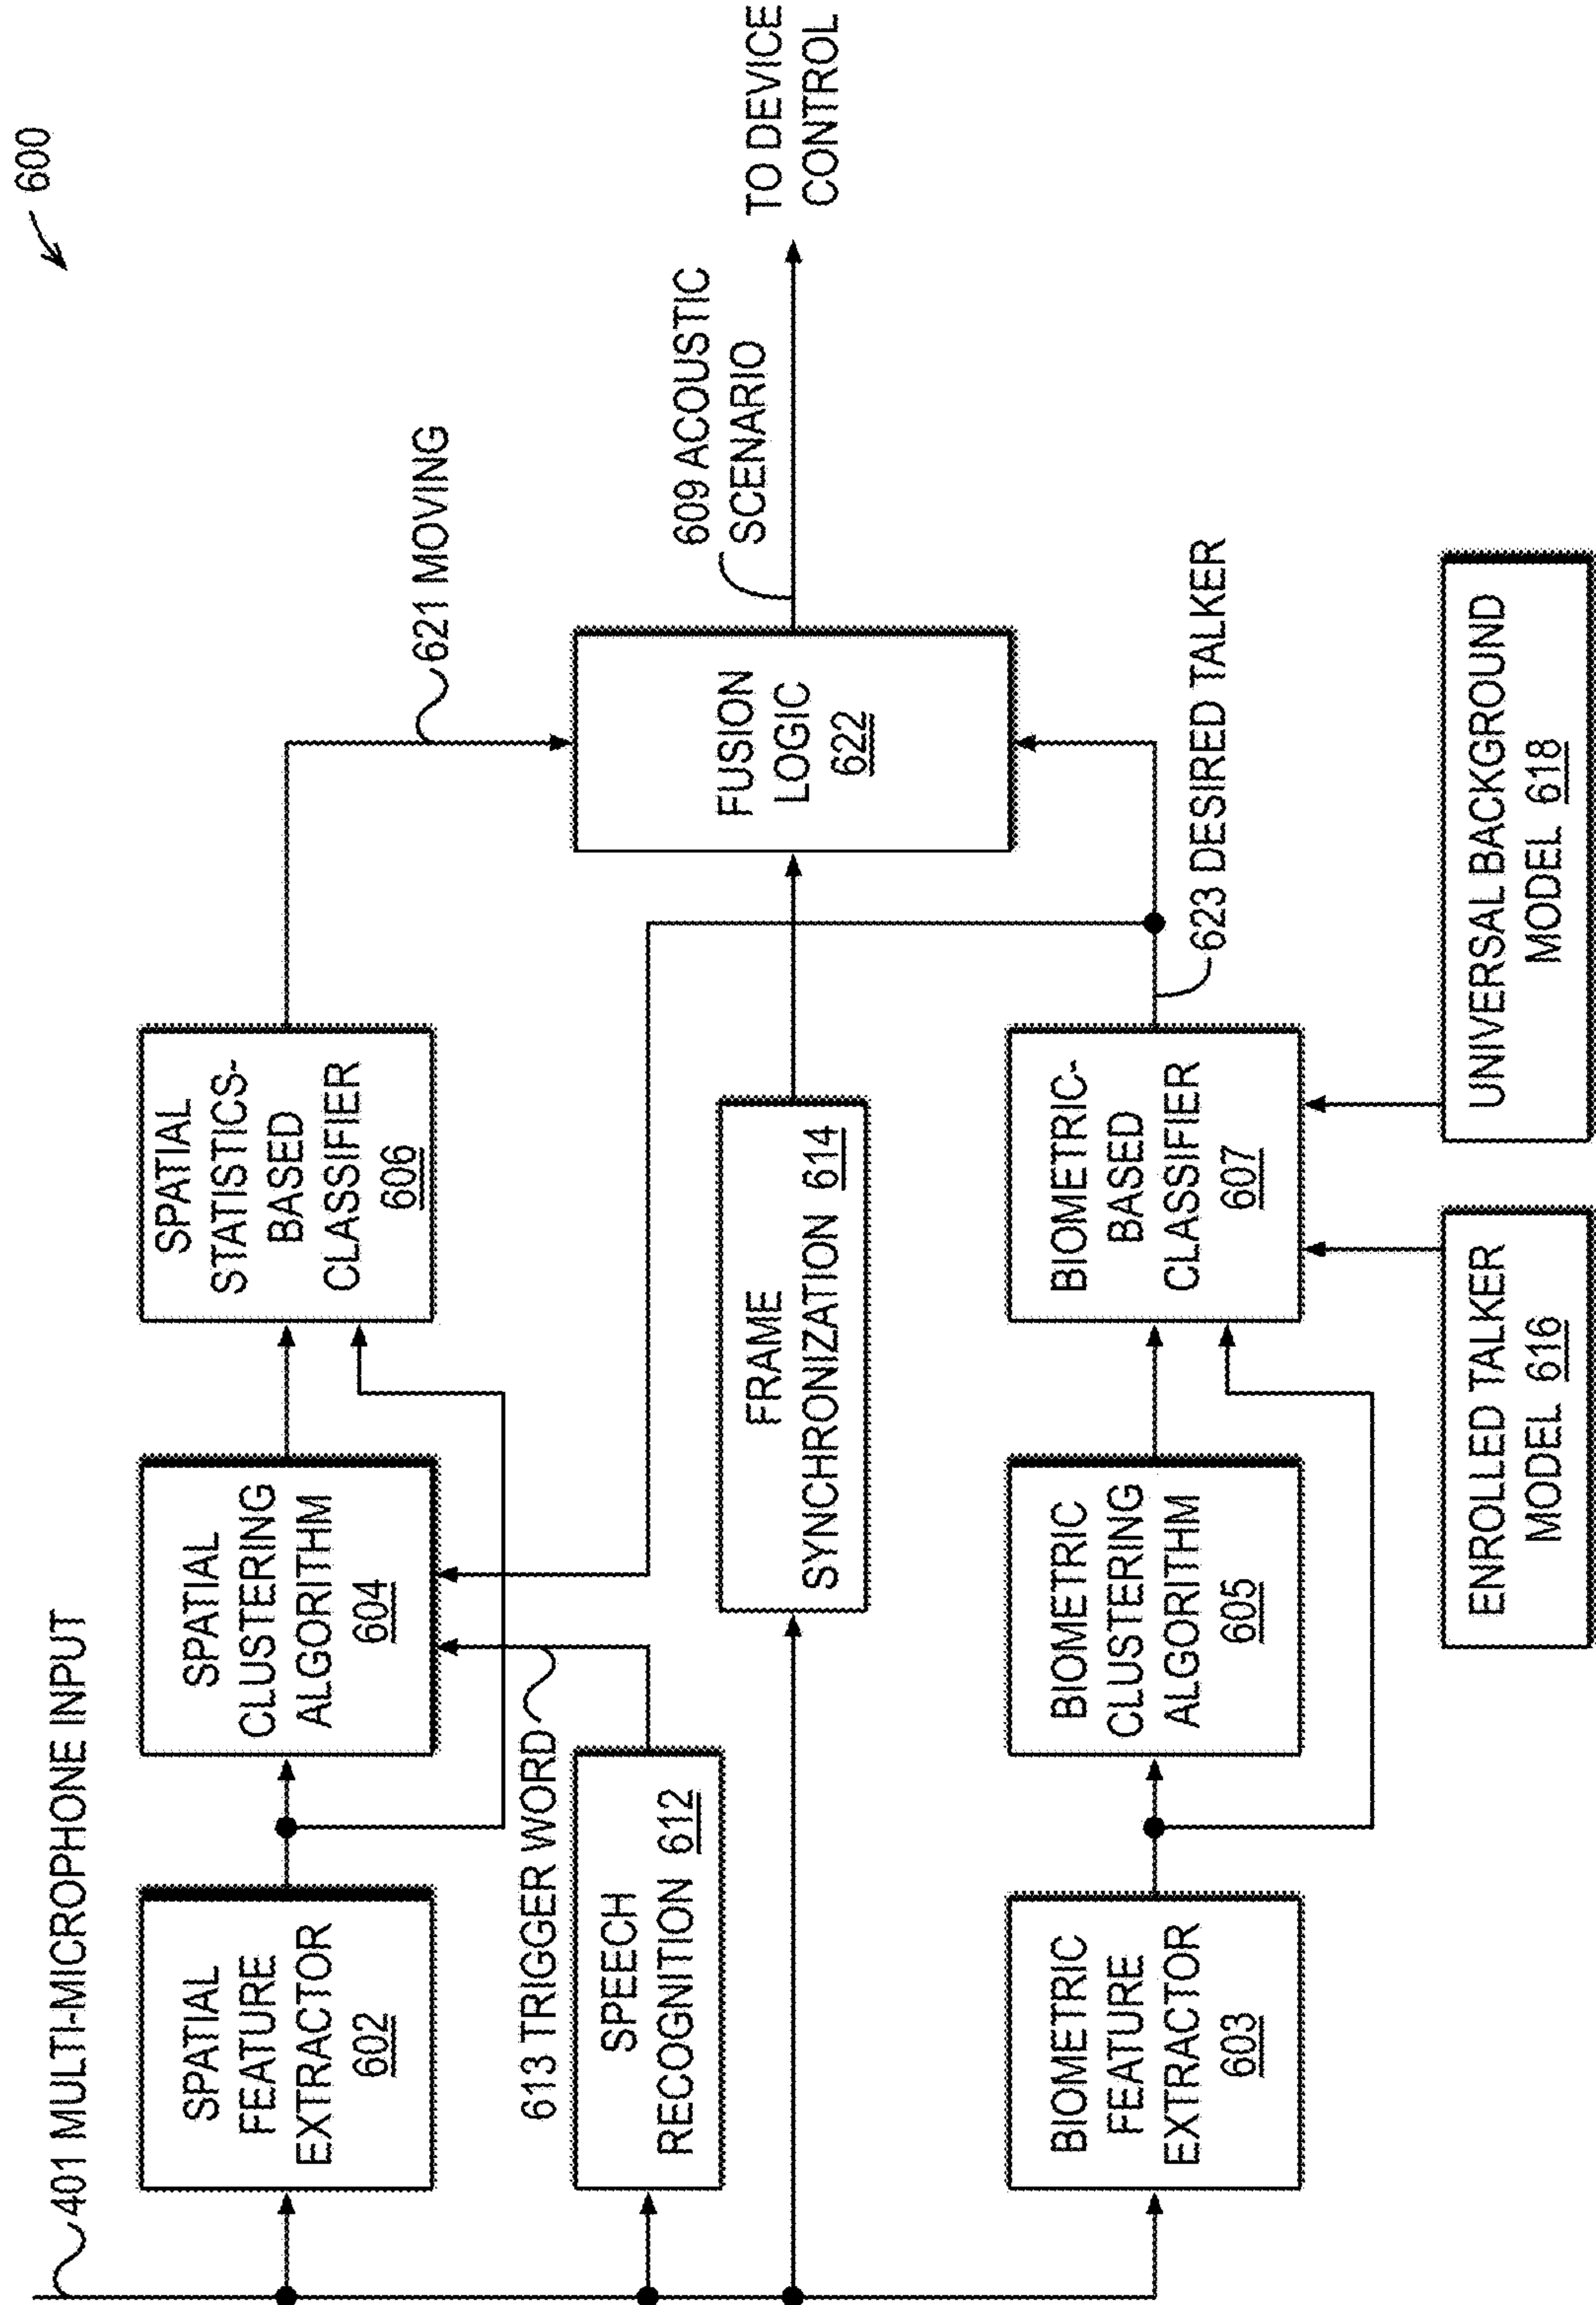 600
401 MULTI-MICROPHONE INPUT
SPATIAL
FEATURE
EXTRACTOR
602
SPATIAL
CLUSTERING
ALGORITHM
604
SPATIAL
STATISTICS-
BASED
CLASSIFIER
606
621 MOVING
613 TRIGGER WORD
SPEECH
RECOGNITION 612
FRAME
SYNCHRONIZATION 614
FUSION
LOGIC
622
609 ACOUSTIC
SCENARIO
TO DEVICE
CONTROL
BIOMETRIC
FEATURE
EXTRACTOR
603
BIOMETRIC
CLUSTERING
ALGORITHM
605
BIOMETRIC-
BASED
CLASSIFIER
607
623 DESIRED TALKER
ENROLLED TALKER
MODEL 616
UNIVERSAL BACKGROUND
MODEL 618